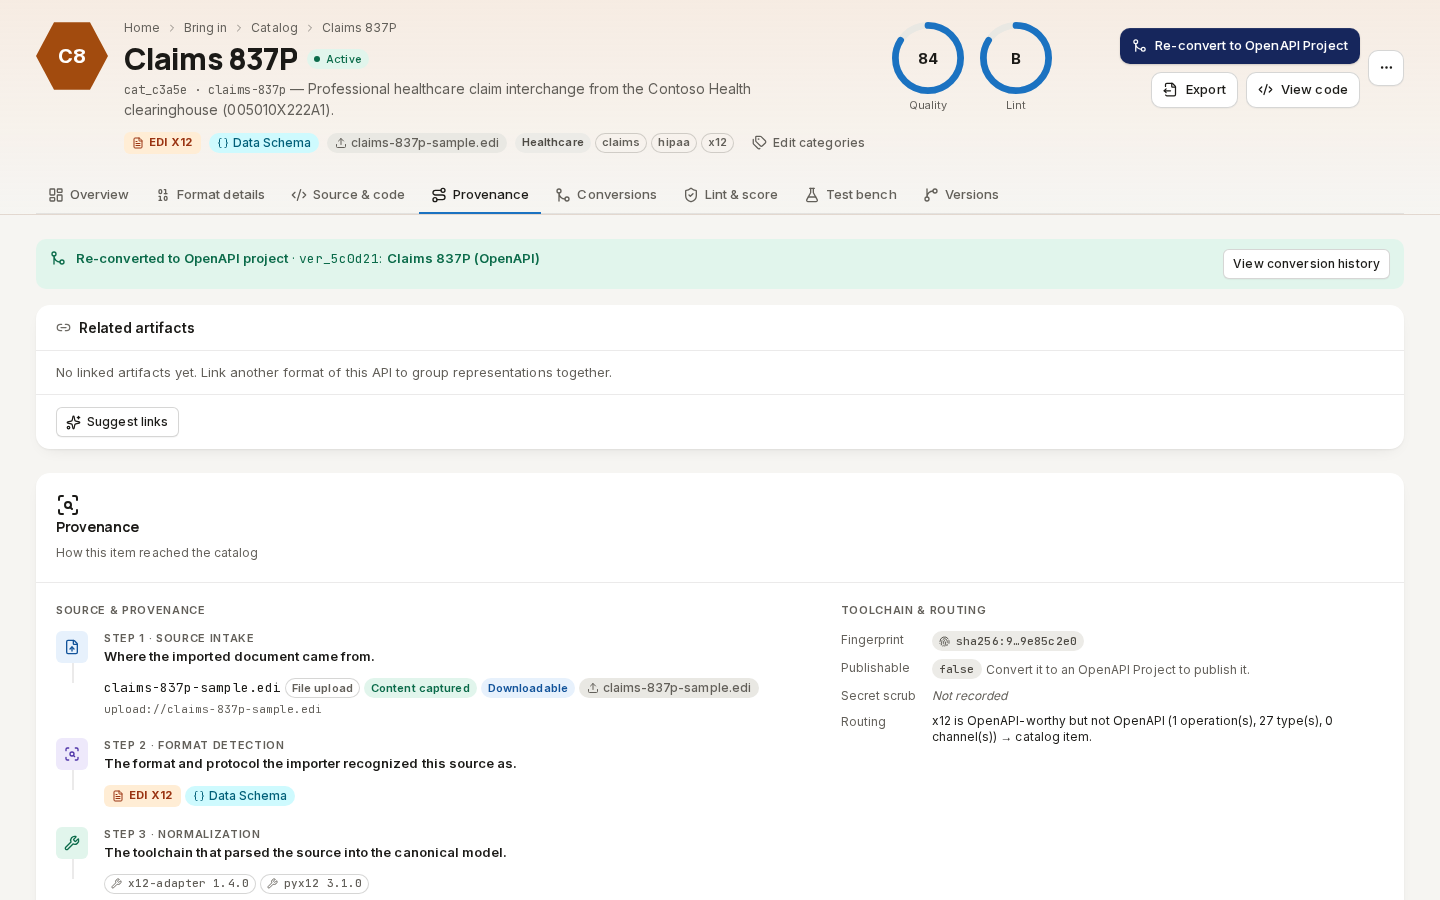 C8
Home > Bring in > Catalog > Claims 837P
Claims 837P
Active
cat_c3a5e · claims-837p — Professional healthcare claim interchange from the Contoso Health
clearinghouse (005010X222A1).
EDI X12 {} Data Schema claims-837p-sample.edi Healthcare claims hipaa x12 Edit categories
84
Quality
B
Lint
Re-convert to OpenAPI Project
Export
View code
...
Overview Format details Source & code Provenance Conversions Lint & score Test bench Versions
Re-converted to OpenAPI project · ver_5c0d21: Claims 837P (OpenAPI)
View conversion history
Related artifacts
No linked artifacts yet. Link another format of this API to group representations together.
Suggest links
Provenance
How this item reached the catalog
SOURCE & PROVENANCE
STEP 1 · SOURCE INTAKE
Where the imported document came from.
claims-837p-sample.edi File upload Content captured Downloadable claims-837p-sample.edi
upload://claims-837p-sample.edi
STEP 2 · FORMAT DETECTION
The format and protocol the importer recognized this source as.
EDI X12 {} Data Schema
STEP 3 · NORMALIZATION
The toolchain that parsed the source into the canonical model.
x12-adapter 1.4.0 pyx12 3.1.0
TOOLCHAIN & ROUTING
Fingerprint sha256:9…9e85c2e0
Publishable false Convert it to an OpenAPI Project to publish it.
Secret scrub Not recorded
Routing x12 is OpenAPI-worthy but not OpenAPI (1 operation(s), 27 type(s), 0
channel(s)) → catalog item.